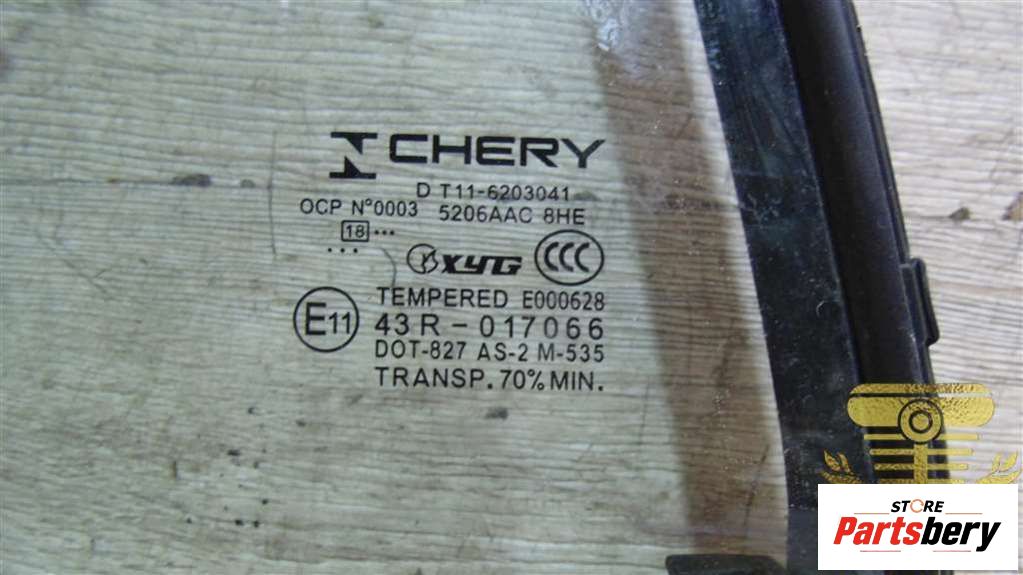 CHERY
D T11-6203041
OCP N°0003 5206AAC 8HE
18 •••
•••
XYG CCC
TEMPERED E000628
E11 43R-017066
DOT-827 AS-2 M-535
TRANSP. 70% MIN.
STORE
Partsbery